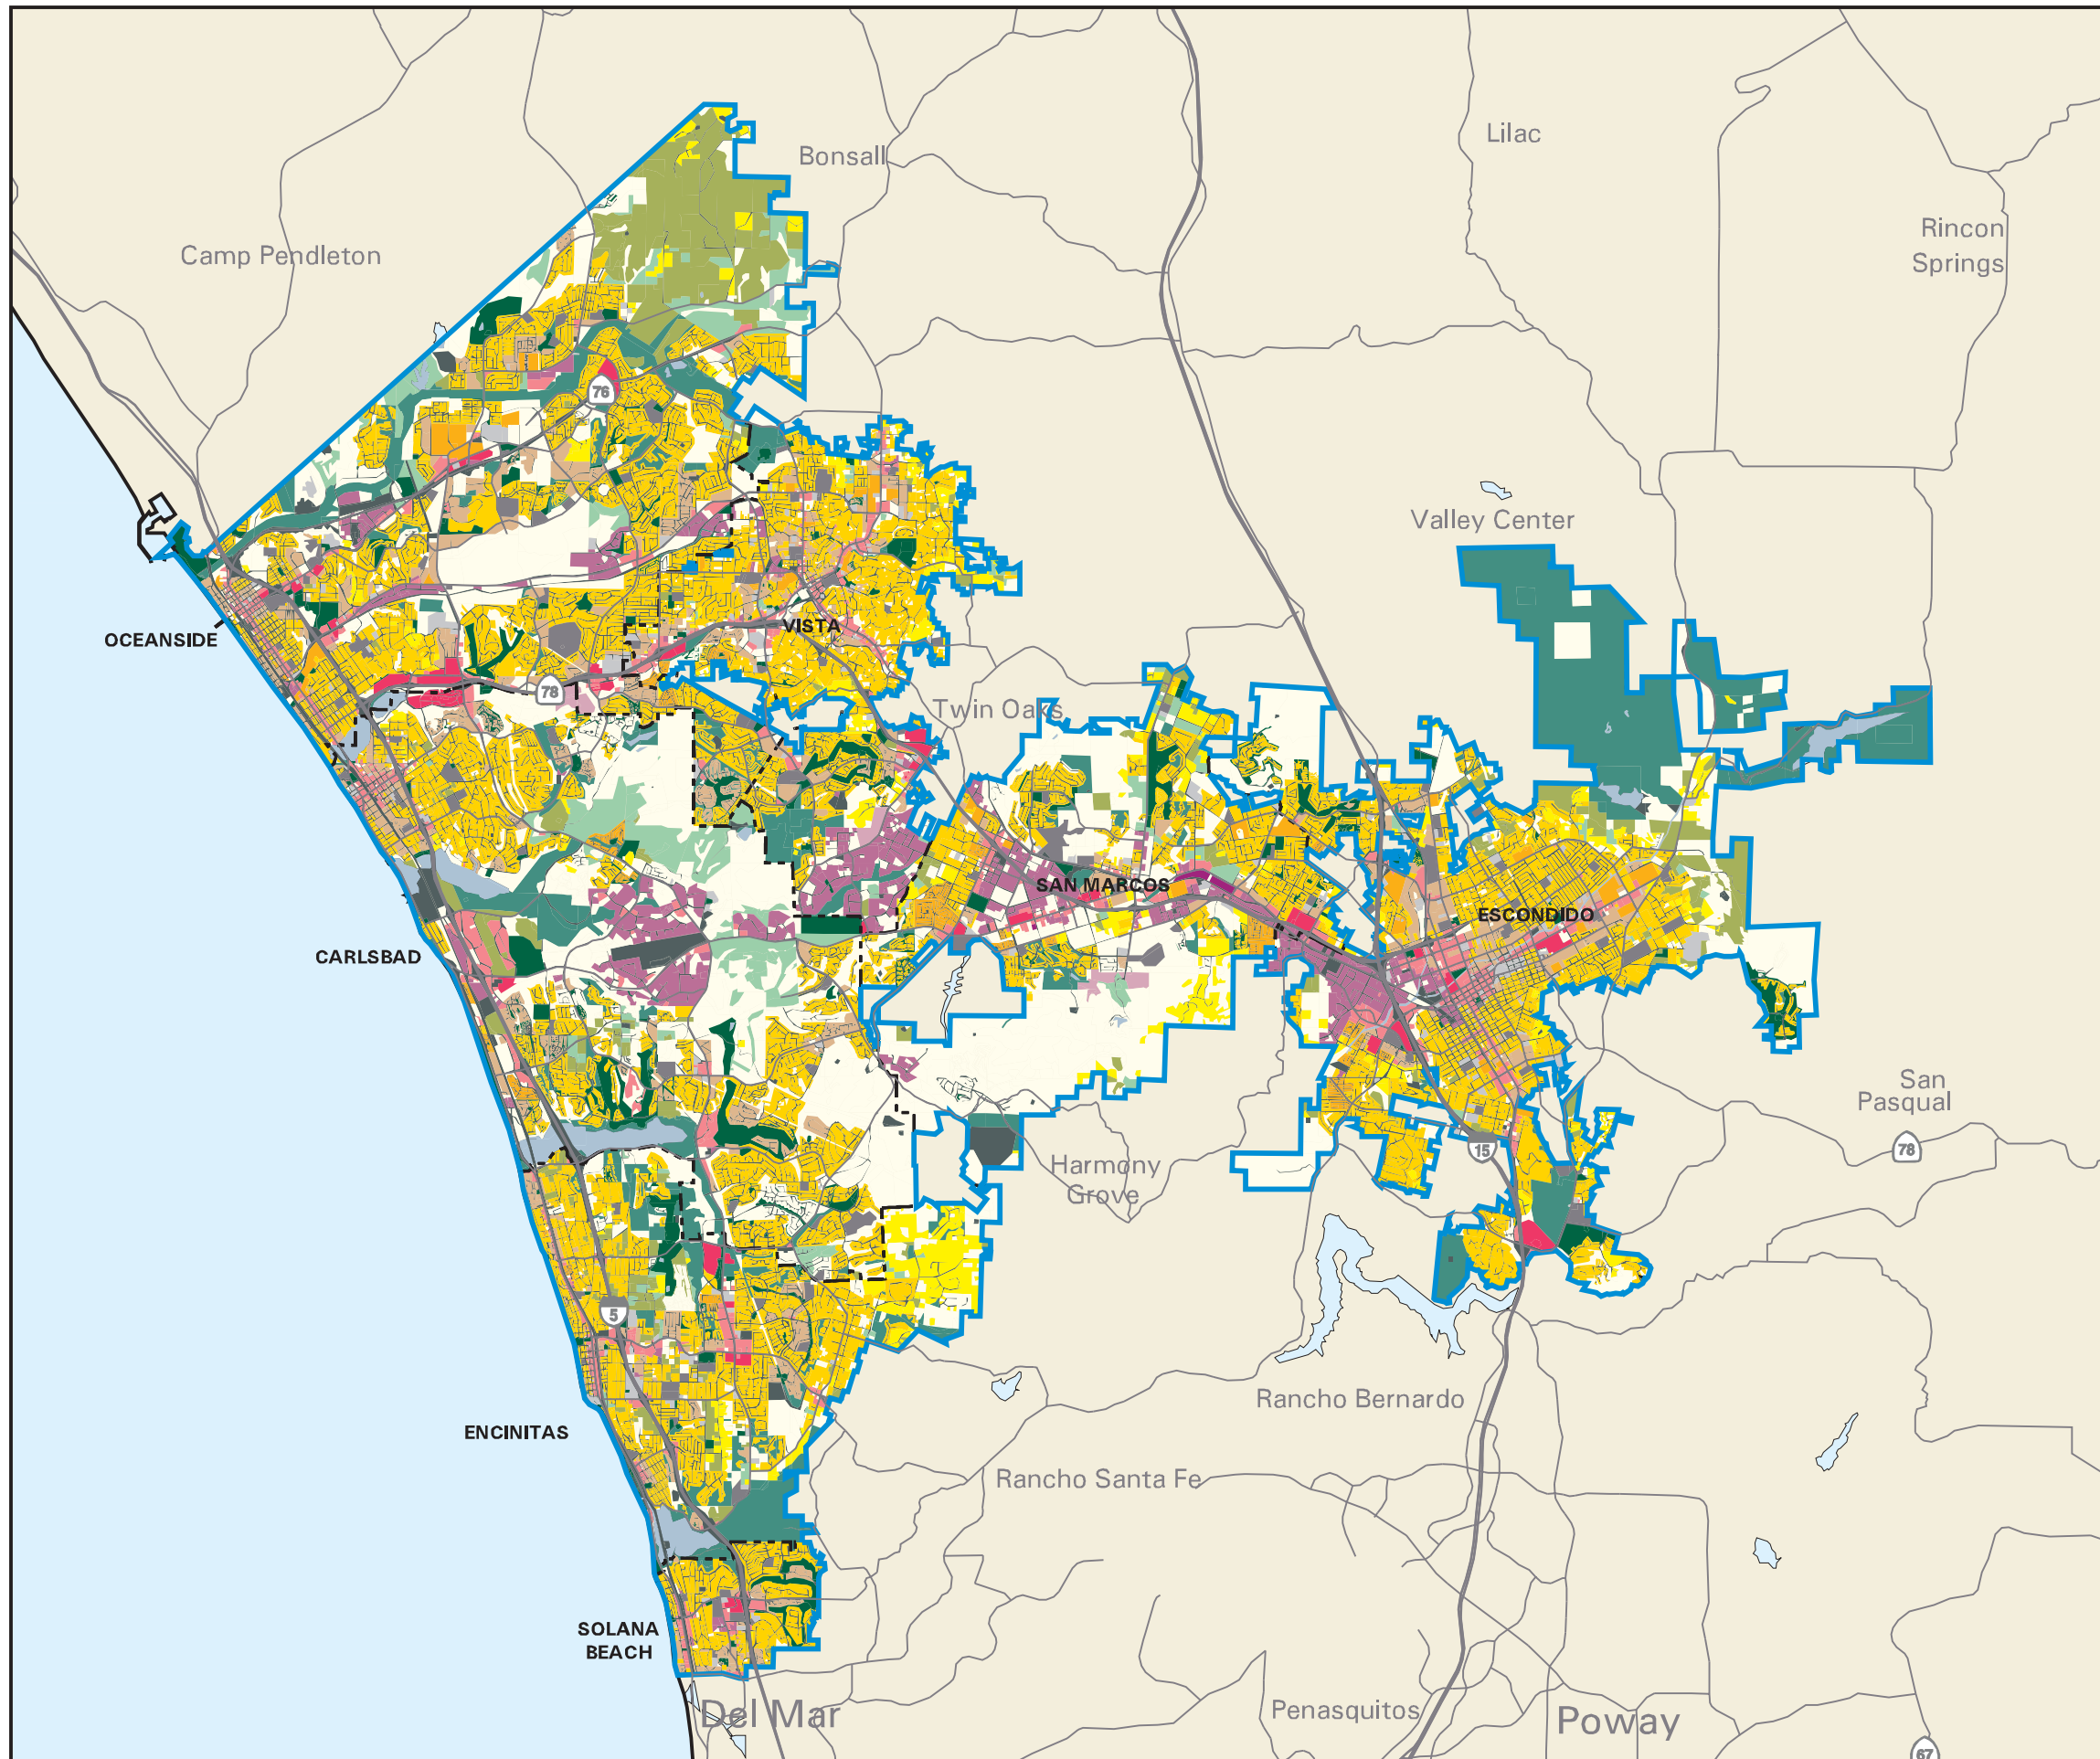 Lilac
Bonsall
Rincon
Springs
Camp Pendleton
76
Valley Center
OCEANSIDE
VISTA
78
Twin Oaks
SAN MARCOS
ESCONDIDO
CARLSBAD
San
Pasqual
15
78
Harmony
Grove
5
Rancho Bernardo
ENCINITAS
Rancho Santa Fe
SOLANA
BEACH
Del Mar
Penasquitos
Poway
67